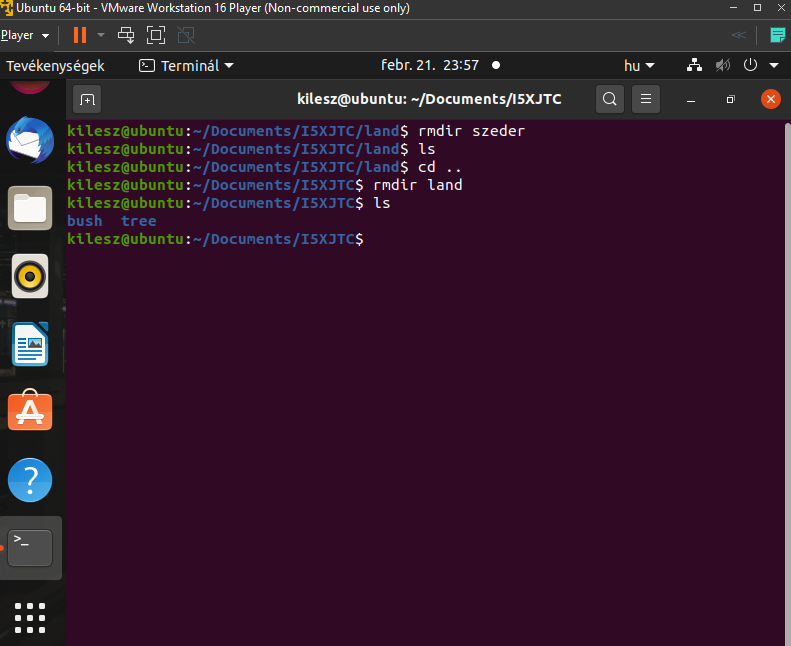 Ubuntu 64-bit - VMware Workstation 16 Player (Non-commercial use only)
Player
Tevékenységek Terminál febr. 21. 23:57 hu
kilesz@ubuntu: ~/Documents/I5XJTC
kilesz@ubuntu:~/Documents/I5XJTC/land$ rmdir szeder
kilesz@ubuntu:~/Documents/I5XJTC/land$ ls
kilesz@ubuntu:~/Documents/I5XJTC/land$ cd ..
kilesz@ubuntu:~/Documents/I5XJTC$ rmdir land
kilesz@ubuntu:~/Documents/I5XJTC$ ls
bush  tree
kilesz@ubuntu:~/Documents/I5XJTC$